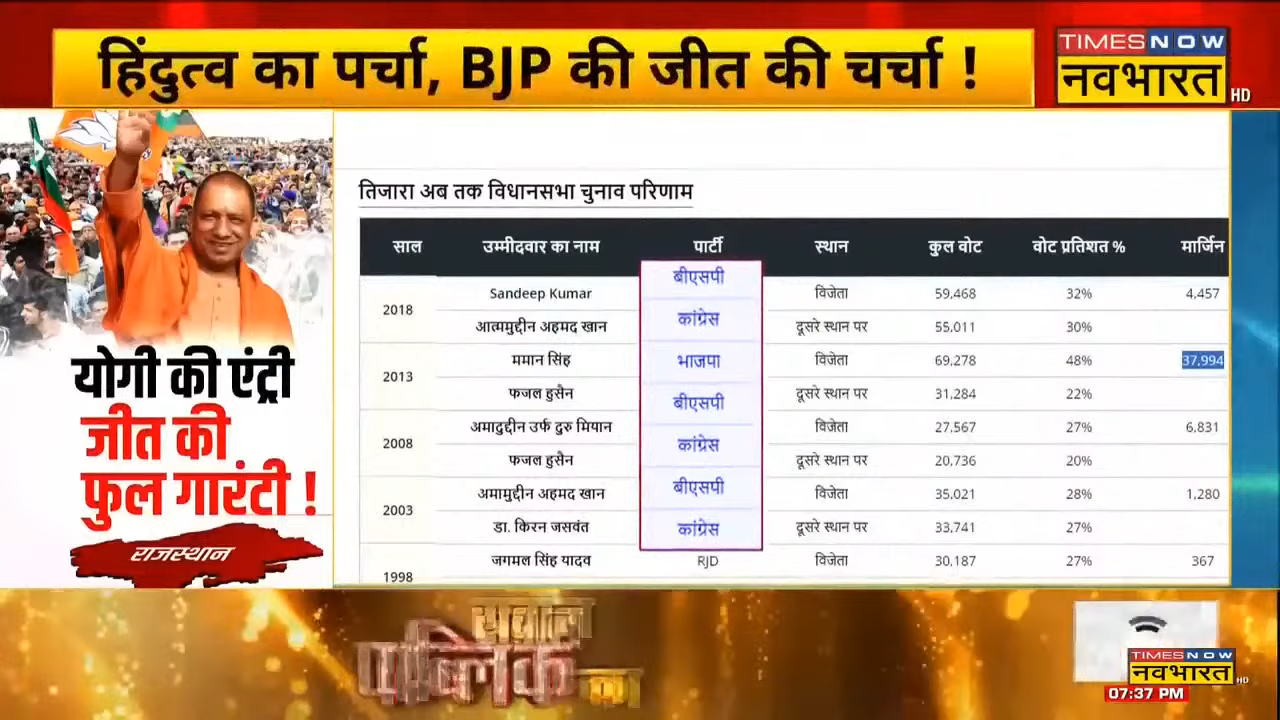 हिंदुत्व का पर्चा, BJP की जीत की चर्चा !
TIMES NOW
नवभारत HD
योगी की एंट्री
जीत की
फुल गारंटी !
राजस्थान
तिजारा अब तक विधानसभा चुनाव परिणाम
साल उम्मीदवार का नाम पार्टी स्थान कुल वोट वोट प्रतिशत % मार्जिन
2018 Sandeep Kumar बीएसपी विजेता 59,468 32% 4,457
आत्ममुद्दीन अहमद खान कांग्रेस दूसरे स्थान पर 55,011 30%
2013 ममान सिंह भाजपा विजेता 69,278 48% 37,994
फजल हुसैन बीएसपी दूसरे स्थान पर 31,284 22%
2008 अमादुद्दीन उर्फ दुरु मियान कांग्रेस विजेता 27,567 27% 6,831
फजल हुसैन दूसरे स्थान पर 20,736 20%
2003 अमामुद्दीन अहमद खान बीएसपी विजेता 35,021 28% 1,280
डा. किरन जसवंत कांग्रेस दूसरे स्थान पर 33,741 27%
1998 जगमल सिंह यादव RJD विजेता 30,187 27% 367
सवाल
पब्लिक का
TIMES NOW
नवभारत HD
07:37 PM